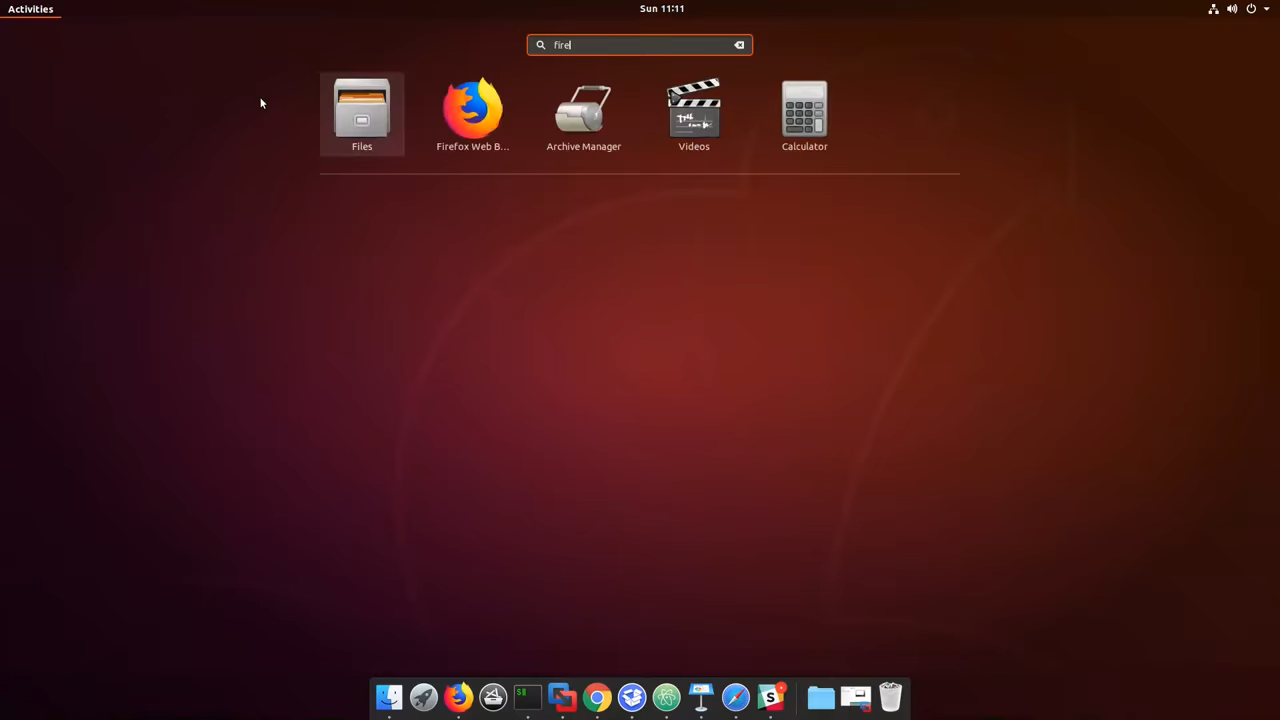 Activities
Sun 11:11
fire
Files
Firefox Web B...
Archive Manager
Videos
Calculator
S